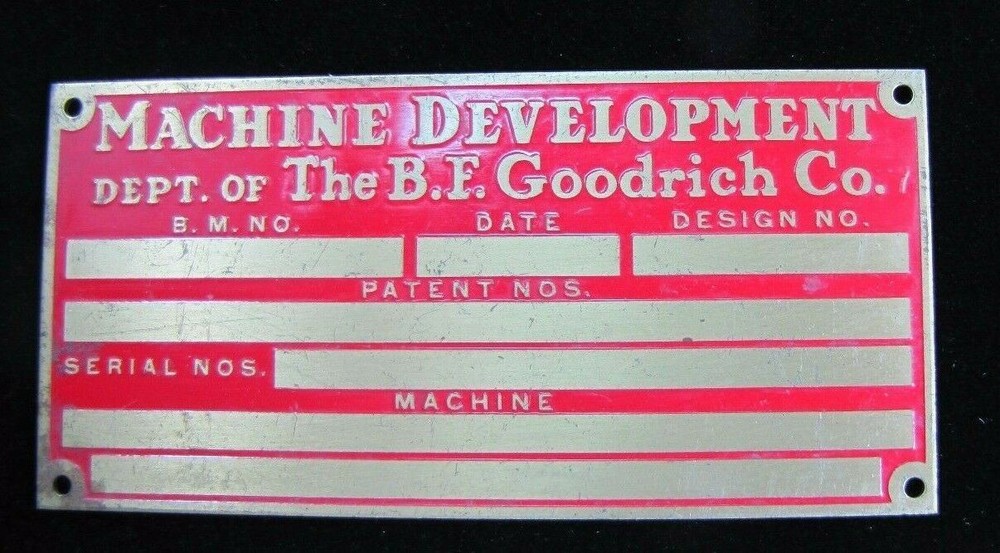 MACHINE DEVELOPMENT
DEPT. OF The B.F. Goodrich Co.
B. M. NO. DATE DESIGN NO.
PATENT NOS.
SERIAL NOS.
MACHINE